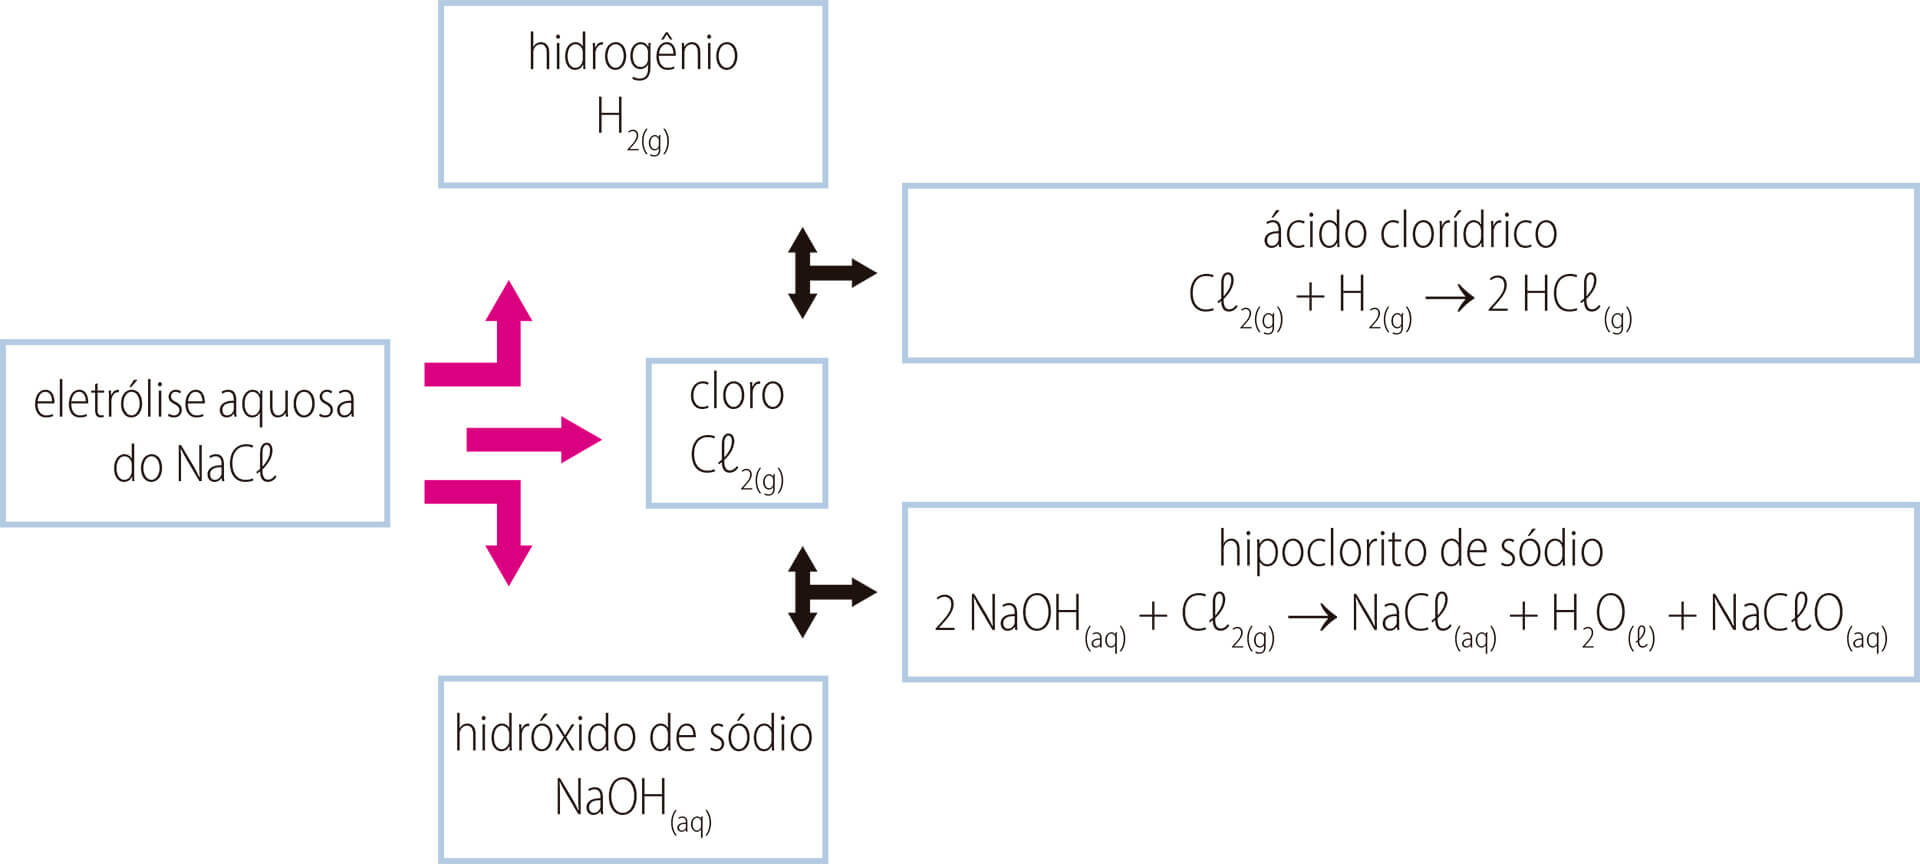 hidrogênio
H2(g)
ácido clorídrico
Cℓ2(g) + H2(g) → 2 HCℓ(g)
eletrólise aquosa
do NaCℓ
cloro
Cℓ2(g)
hipoclorito de sódio
2 NaOH(aq) + Cℓ2(g) → NaCℓ(aq) + H2O(ℓ) + NaCℓO(aq)
hidróxido de sódio
NaOH(aq)